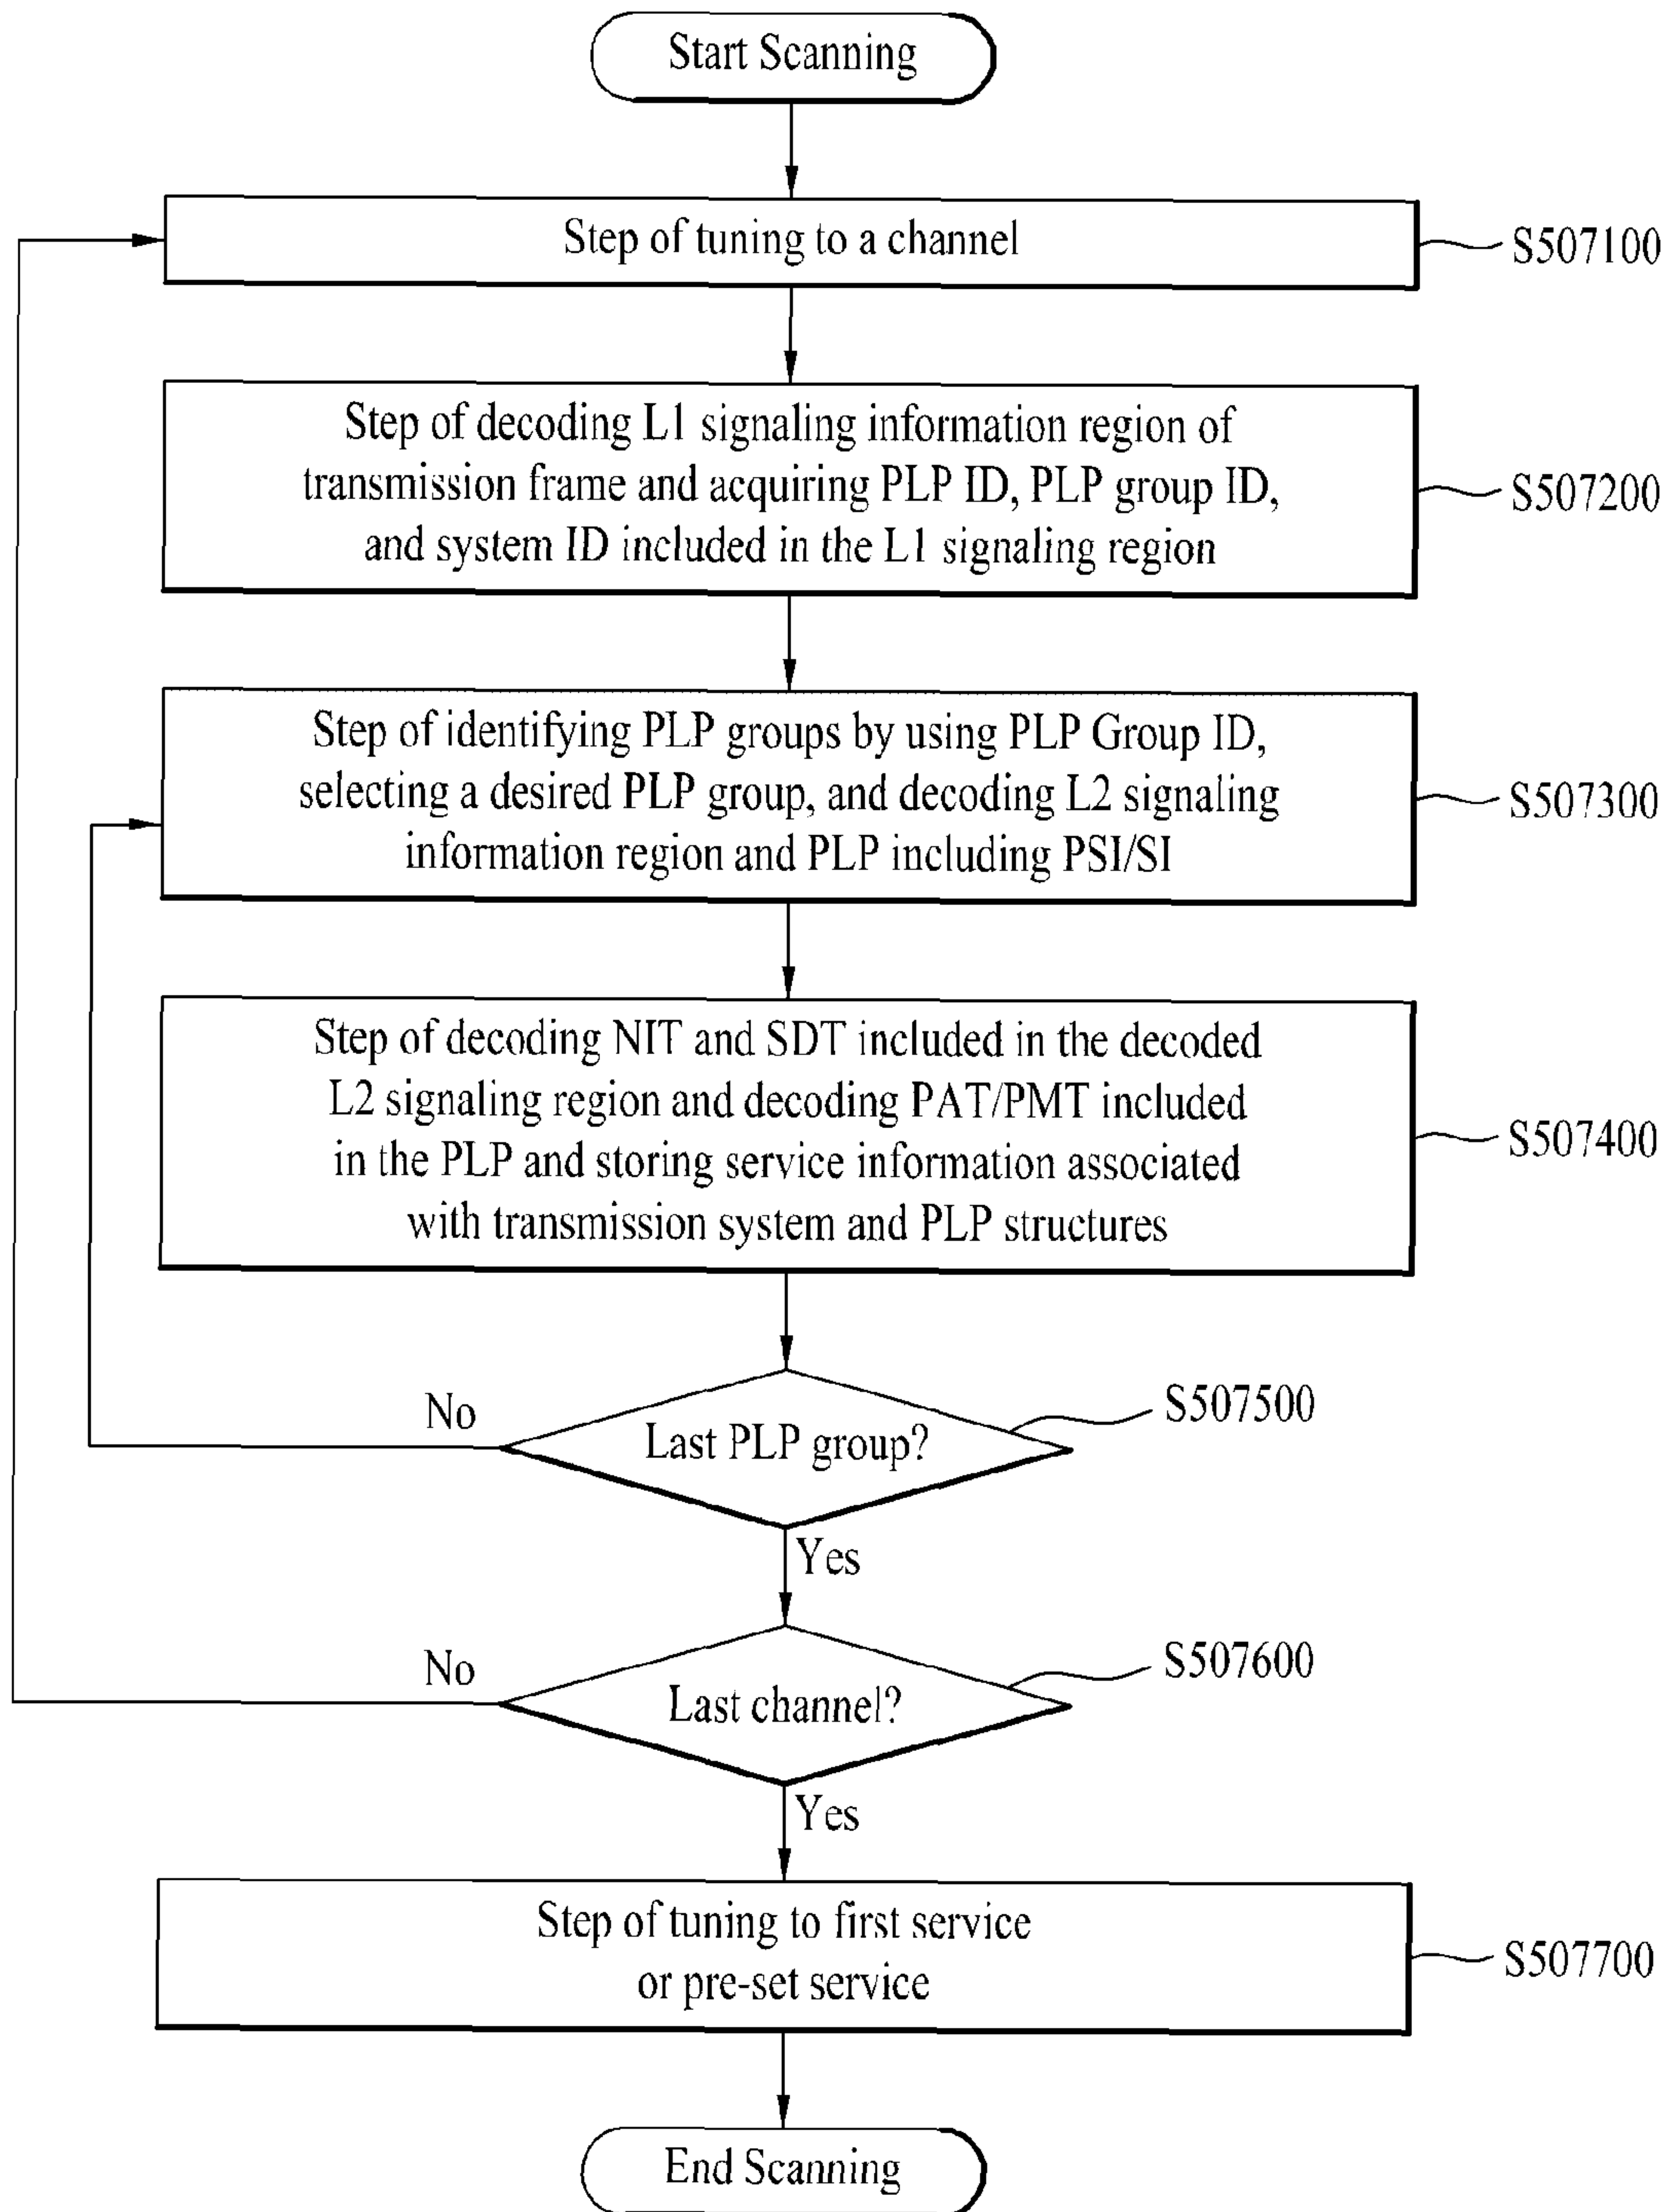 Start Scanning
Step of tuning to a channel
S507100
Step of decoding L1 signaling information region of
transmission frame and acquiring PLP ID, PLP group ID,
and system ID included in the L1 signaling region
S507200
Step of identifying PLP groups by using PLP Group ID,
selecting a desired PLP group, and decoding L2 signaling
information region and PLP including PSI/SI
S507300
Step of decoding NIT and SDT included in the decoded
L2 signaling region and decoding PAT/PMT included
in the PLP and storing service information associated
with transmission system and PLP structures
S507400
No
Last PLP group?
S507500
Yes
No
Last channel?
S507600
Yes
Step of tuning to first service
or pre-set service
S507700
End Scanning